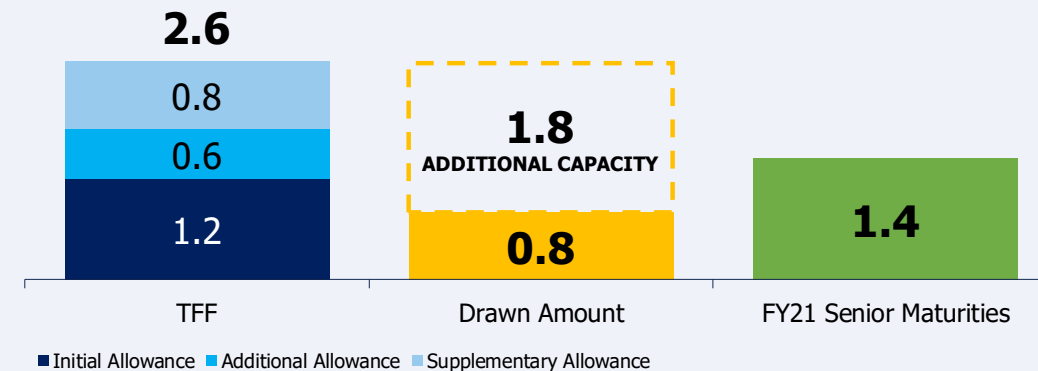 2.6
0.8
0.6
1.2
1.8
ADDITIONAL CAPACITY
0.8
1.4
TFF
Drawn Amount
FY21 Senior Maturities
Initial Allowance Additional Allowance Supplementary Allowance